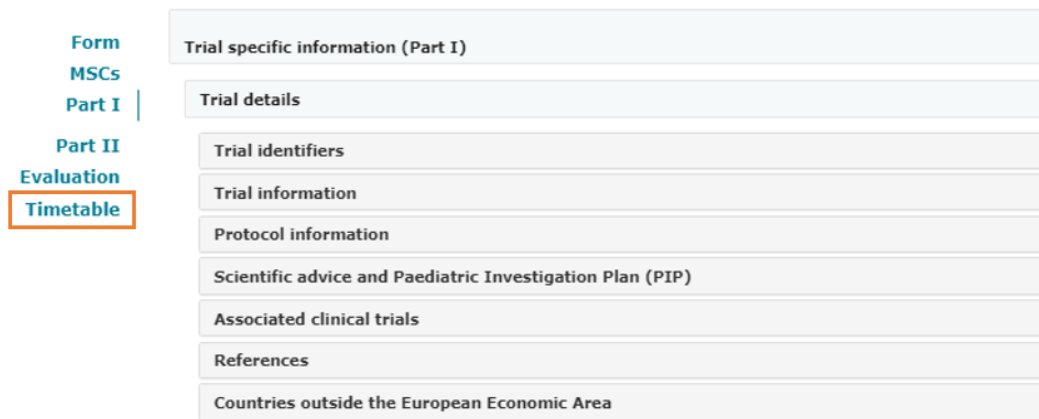 Form
MSCs
Part I
Part II
Evaluation
Timetable
Trial specific information (Part I)
Trial details
Trial identifiers
Trial information
Protocol information
Scientific advice and Paediatric Investigation Plan (PIP)
Associated clinical trials
References
Countries outside the European Economic Area